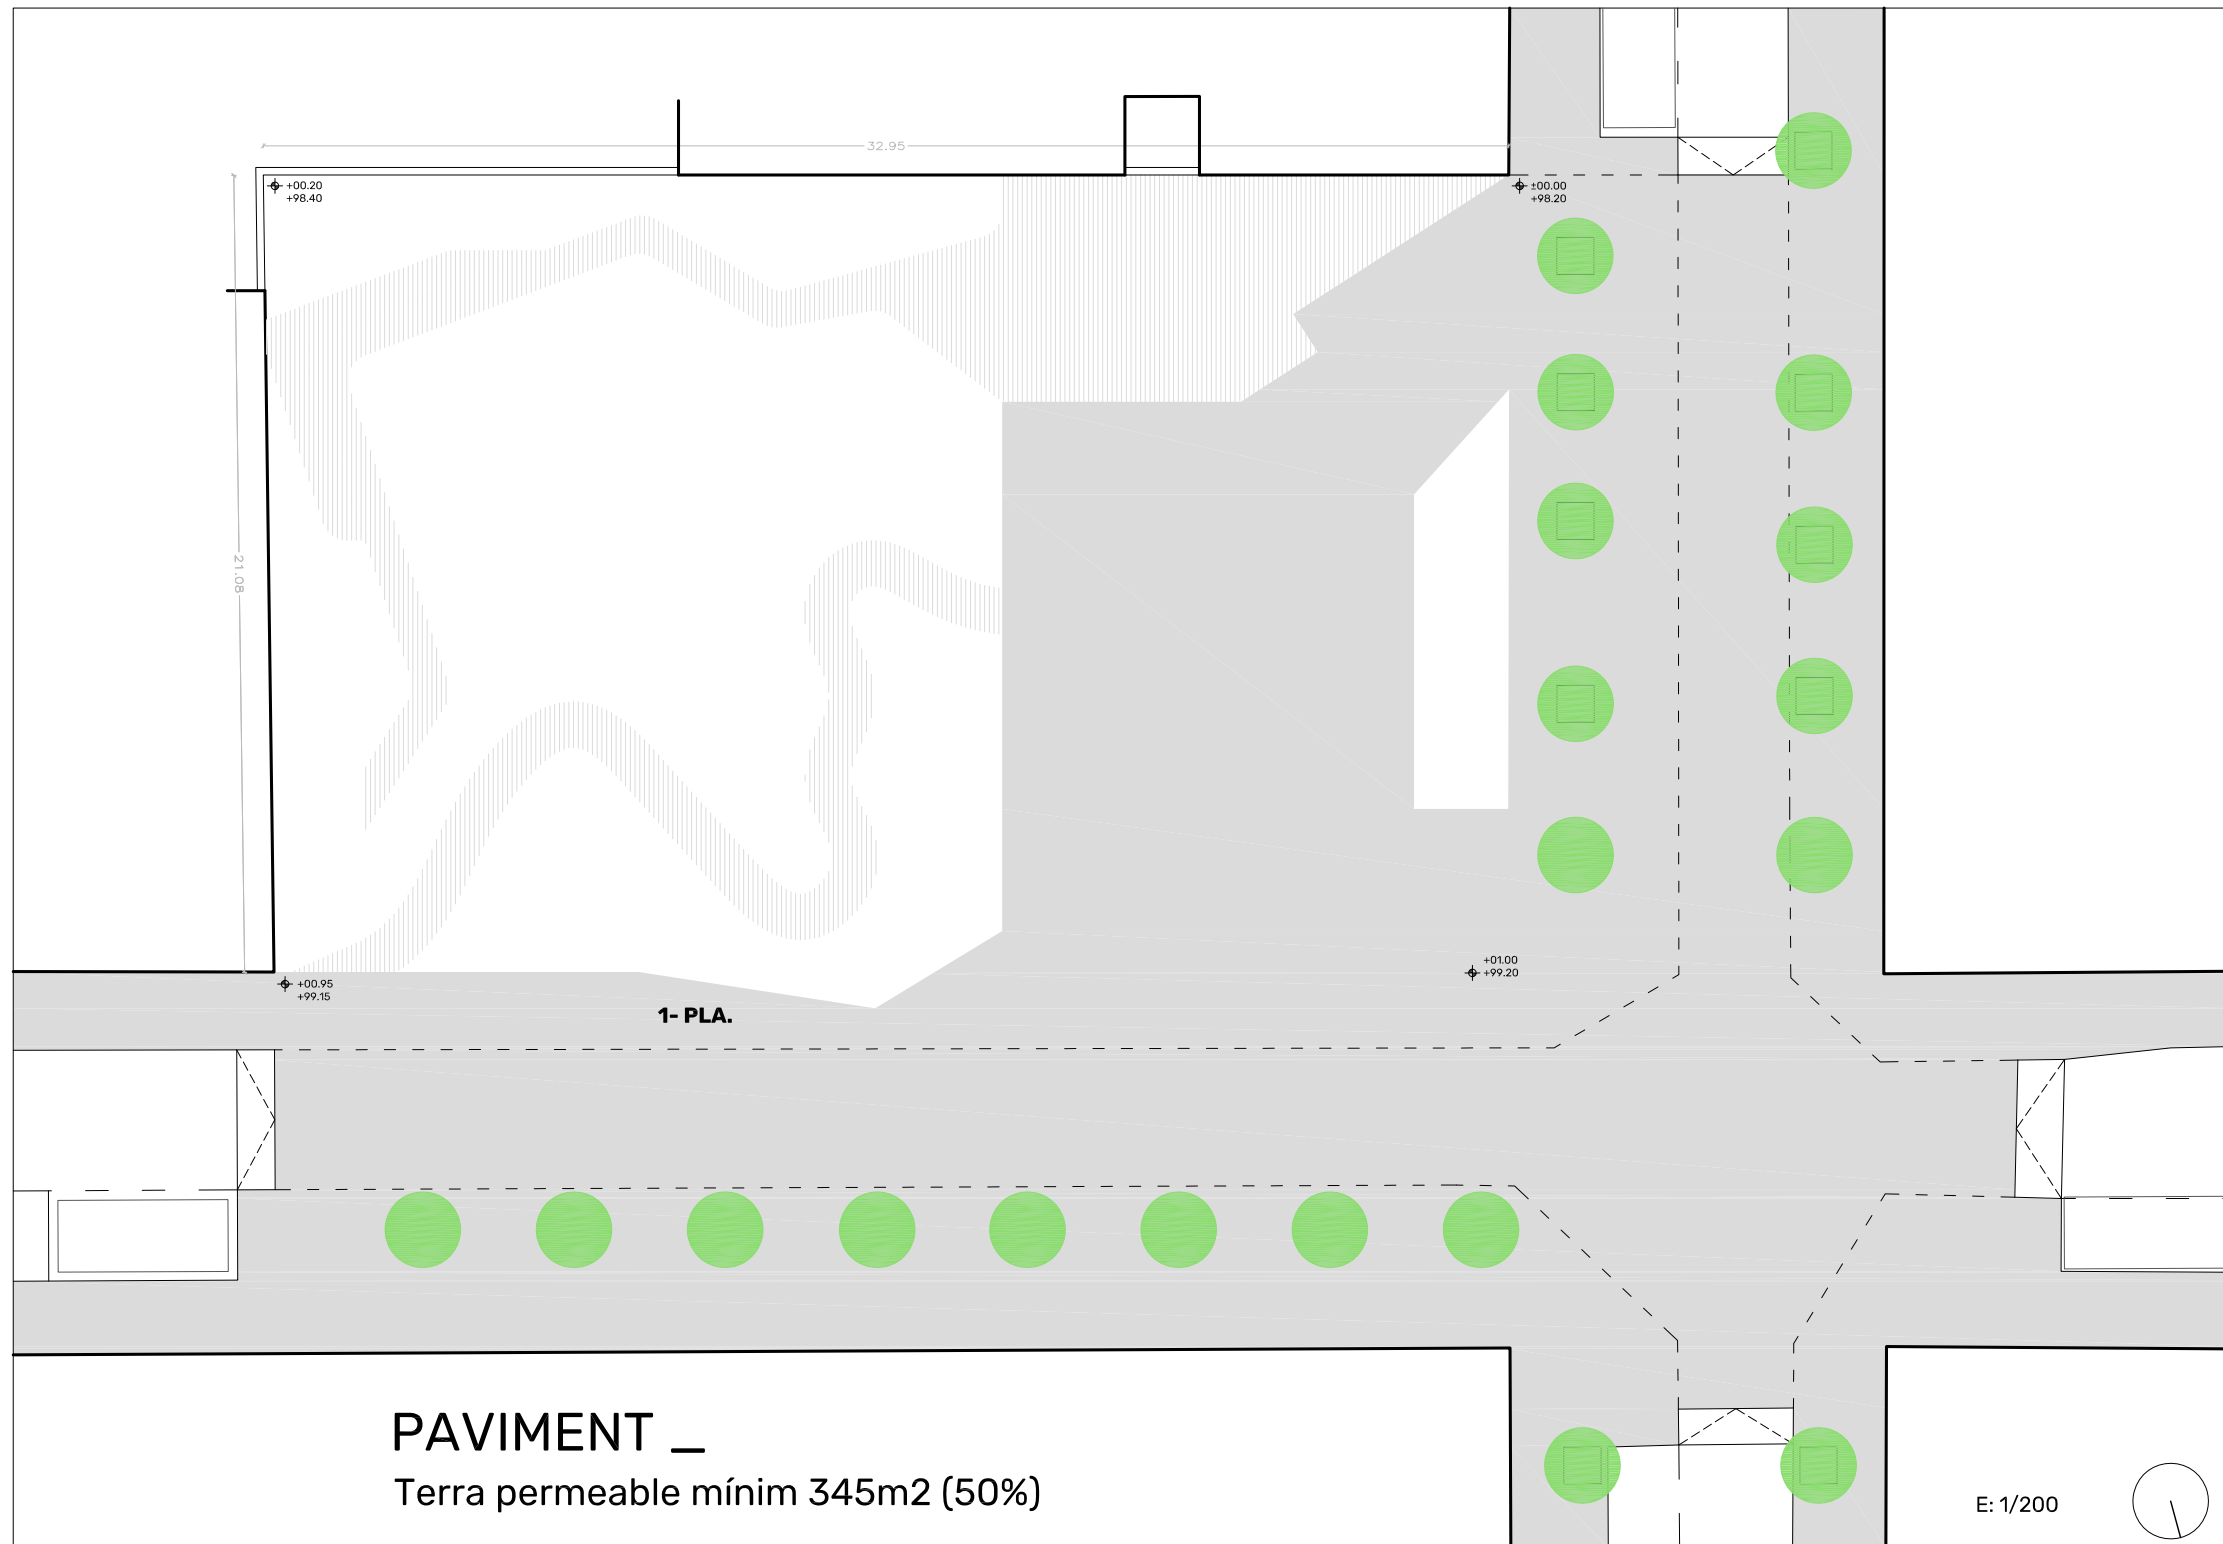 32.95
+00.20
+98.40
±00.00
+98.20
21.08
+01.00
+99.20
+00.95
+99.15
1- PLA.
PAVIMENT _
Terra permeable mínim 345m2 (50%)
E: 1/200